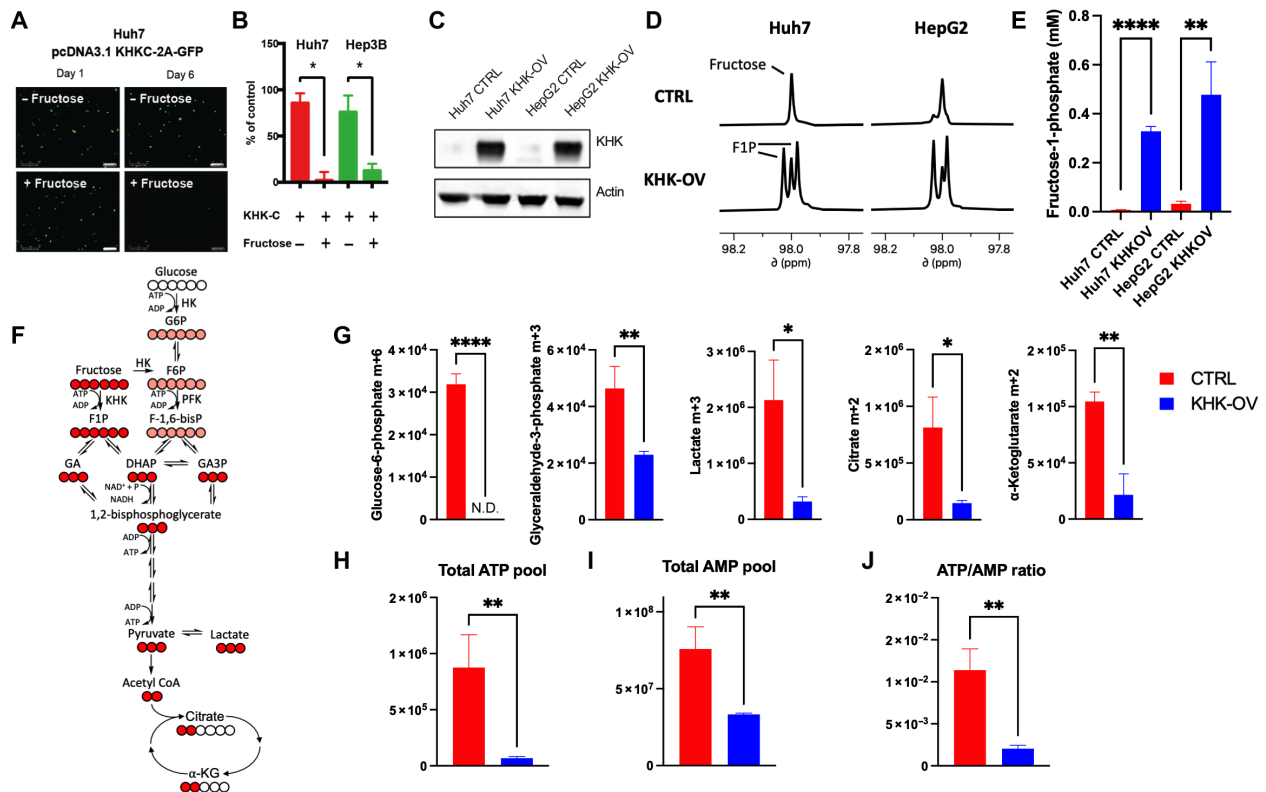 A
Huh7
pcDNA3.1 KHKC-2A-GFP
Day 1
Day 6
– Fructose
– Fructose
+ Fructose
+ Fructose
B
Huh7 Hep3B
% of control
150
100
50
0
* *
KHK-C + + + +
Fructose – + – +
C
Huh7 CTRL
Huh7 KHK-OV
HepG2 CTRL
HepG2 KHK-OV
KHK
Actin
D
Huh7
HepG2
CTRL
Fructose
KHK-OV
F1P
98.2 98.0 97.8
∂ (ppm)
98.2 98.0 97.8
∂ (ppm)
E
Fructose-1-phosphate (mM)
0.8
0.6
0.4
0.2
0.0
**** **
Huh7 CTRL
Huh7 KHKOV
HepG2 CTRL
HepG2 KHKOV
F
Glucose
ATP
ADP
HK
G6P
Fructose
HK
F6P
ATP
ADP
KHK
ATP
ADP
PFK
F1P
F-1,6-bisP
GA
DHAP
GA3P
NAD⁺ + P
NADH
1,2-bisphosphoglycerate
ADP
ATP
ADP
ATP
Pyruvate
Lactate
Acetyl CoA
Citrate
α-KG
G
Glucose-6-phosphate m+6
4×10⁴
3×10⁴
2×10⁴
1×10⁴
0
****
N.D.
Glyceraldehyde-3-phosphate m+3
6×10⁴
4×10⁴
2×10⁴
0
**
Lactate m+3
3×10⁶
2×10⁶
1×10⁶
0
*
Citrate m+2
2×10⁶
1×10⁶
5×10⁵
0
*
α-Ketoglutarate m+2
2×10⁵
1×10⁵
5×10⁴
0
**
CTRL
KHK-OV
H
Total ATP pool
2×10⁶
1×10⁶
5×10⁵
0
**
I
Total AMP pool
1×10⁸
5×10⁷
0
**
J
ATP/AMP ratio
2×10⁻²
2×10⁻²
1×10⁻²
5×10⁻³
0
**